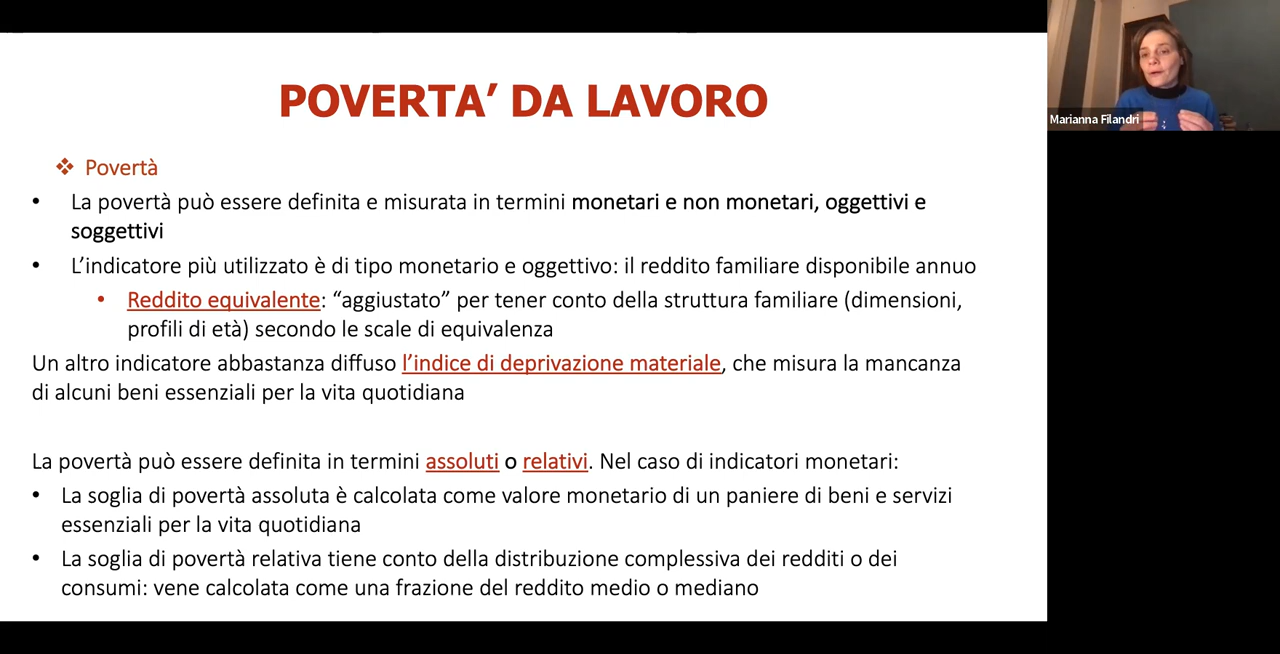 POVERTA’ DA LAVORO
Marianna Filandri
❖ Povertà
• La povertà può essere definita e misurata in termini monetari e non monetari, oggettivi e
soggettivi
• L’indicatore più utilizzato è di tipo monetario e oggettivo: il reddito familiare disponibile annuo
• Reddito equivalente: “aggiustato” per tener conto della struttura familiare (dimensioni,
profili di età) secondo le scale di equivalenza
Un altro indicatore abbastanza diffuso l’indice di deprivazione materiale, che misura la mancanza
di alcuni beni essenziali per la vita quotidiana
La povertà può essere definita in termini assoluti o relativi. Nel caso di indicatori monetari:
• La soglia di povertà assoluta è calcolata come valore monetario di un paniere di beni e servizi
essenziali per la vita quotidiana
• La soglia di povertà relativa tiene conto della distribuzione complessiva dei redditi o dei
consumi: vene calcolata come una frazione del reddito medio o mediano